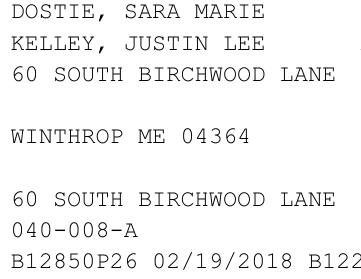 DOSTIE, SARA MARIE
KELLEY, JUSTIN LEE
60 SOUTH BIRCHWOOD LANE
WINTHROP ME 04364
60 SOUTH BIRCHWOOD LANE
040-008-A
B12850P26 02/19/2018 B122